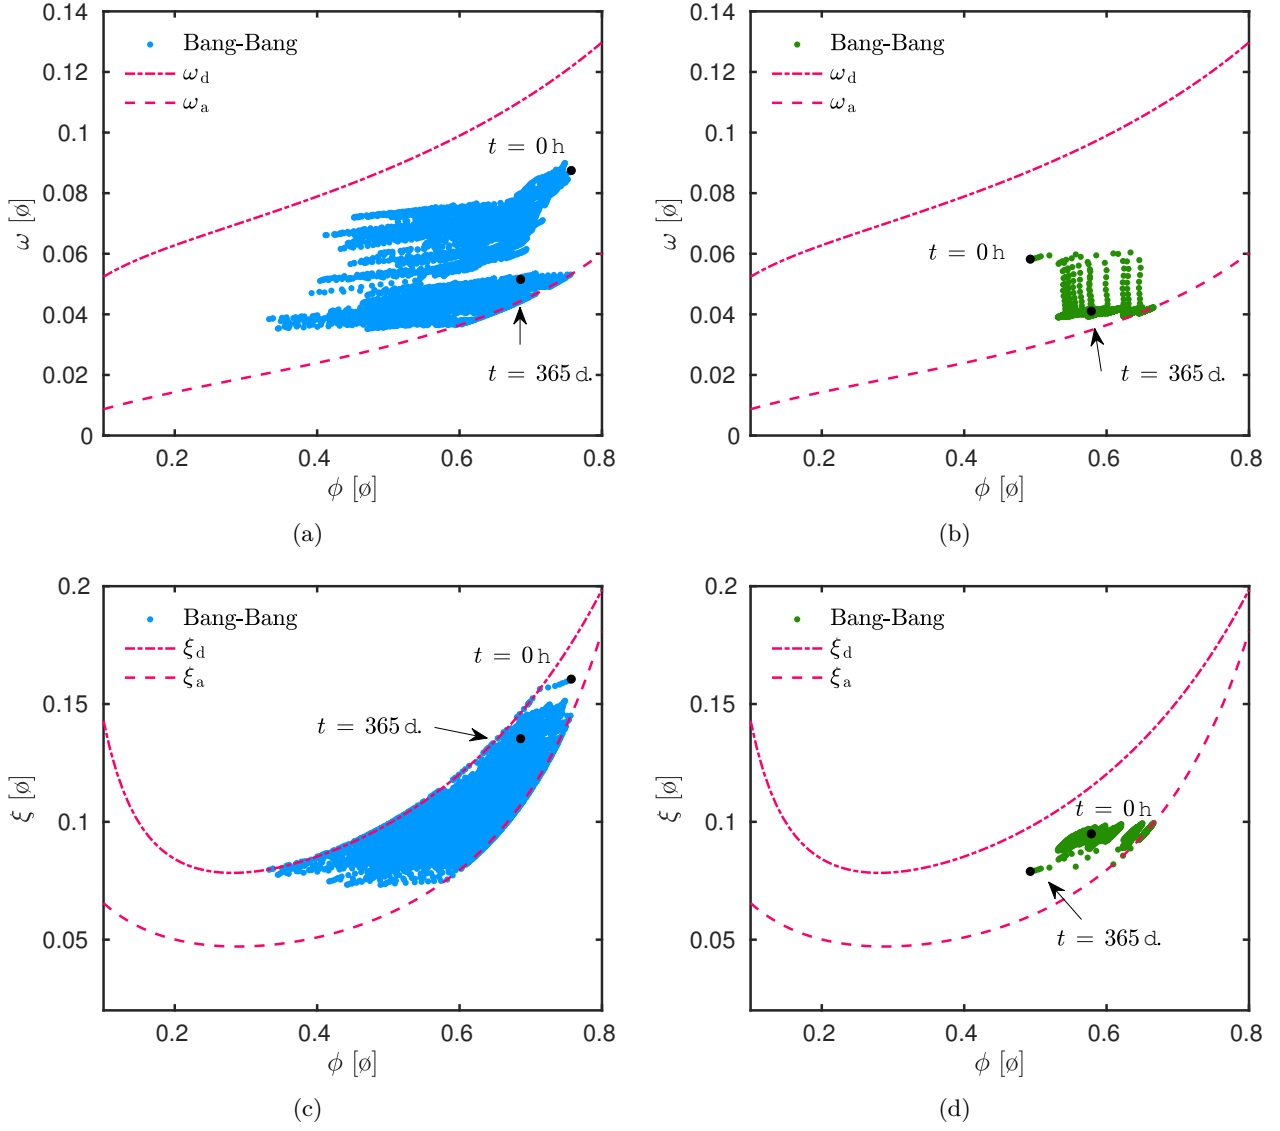 0.14
0.12
0.1
0.08
0.06
0.04
0.02
0
ω [ø]
Bang-Bang
ω_d
ω_a
t = 0 h
t = 365 d.
0.2 0.4 0.6 0.8
ϕ [ø]
(a)
0.14
0.12
0.1
0.08
0.06
0.04
0.02
0
ω [ø]
Bang-Bang
ω_d
ω_a
t = 0 h
t = 365 d.
0.2 0.4 0.6 0.8
ϕ [ø]
(b)
0.2
0.15
0.1
0.05
ξ [ø]
Bang-Bang
ξ_d
ξ_a
t = 0 h
t = 365 d.
0.2 0.4 0.6 0.8
ϕ [ø]
(c)
0.2
0.15
0.1
0.05
ξ [ø]
Bang-Bang
ξ_d
ξ_a
t = 0 h
t = 365 d.
0.2 0.4 0.6 0.8
ϕ [ø]
(d)